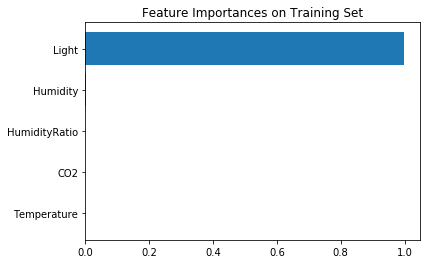 Feature Importances on Training Set
Light
Humidity
HumidityRatio
CO2
Temperature
0.0 0.2 0.4 0.6 0.8 1.0